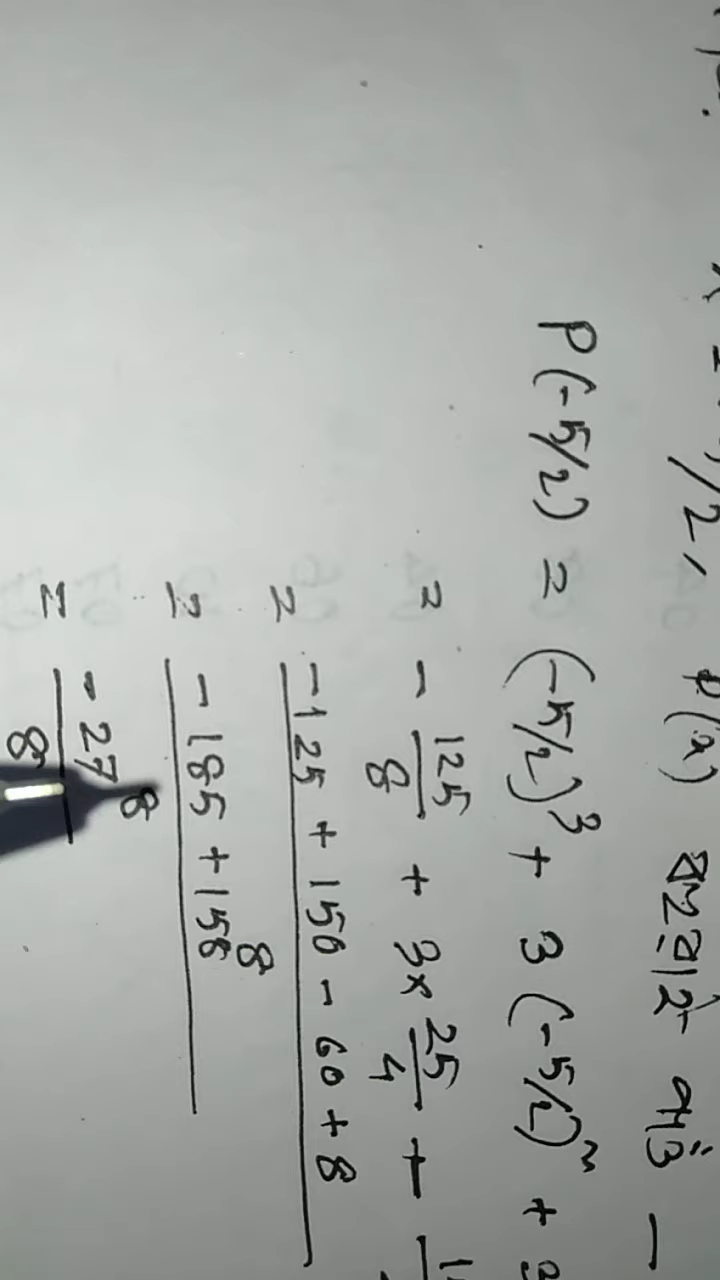 /2, P(x)
P(-5/2) = (-5/2)³ + 3(-5/2)² +
= - 125/8 + 3× 25/4 +
= -125 + 150 - 60 + 8 / 8
= -185 + 158 / 8
= -27 / 8